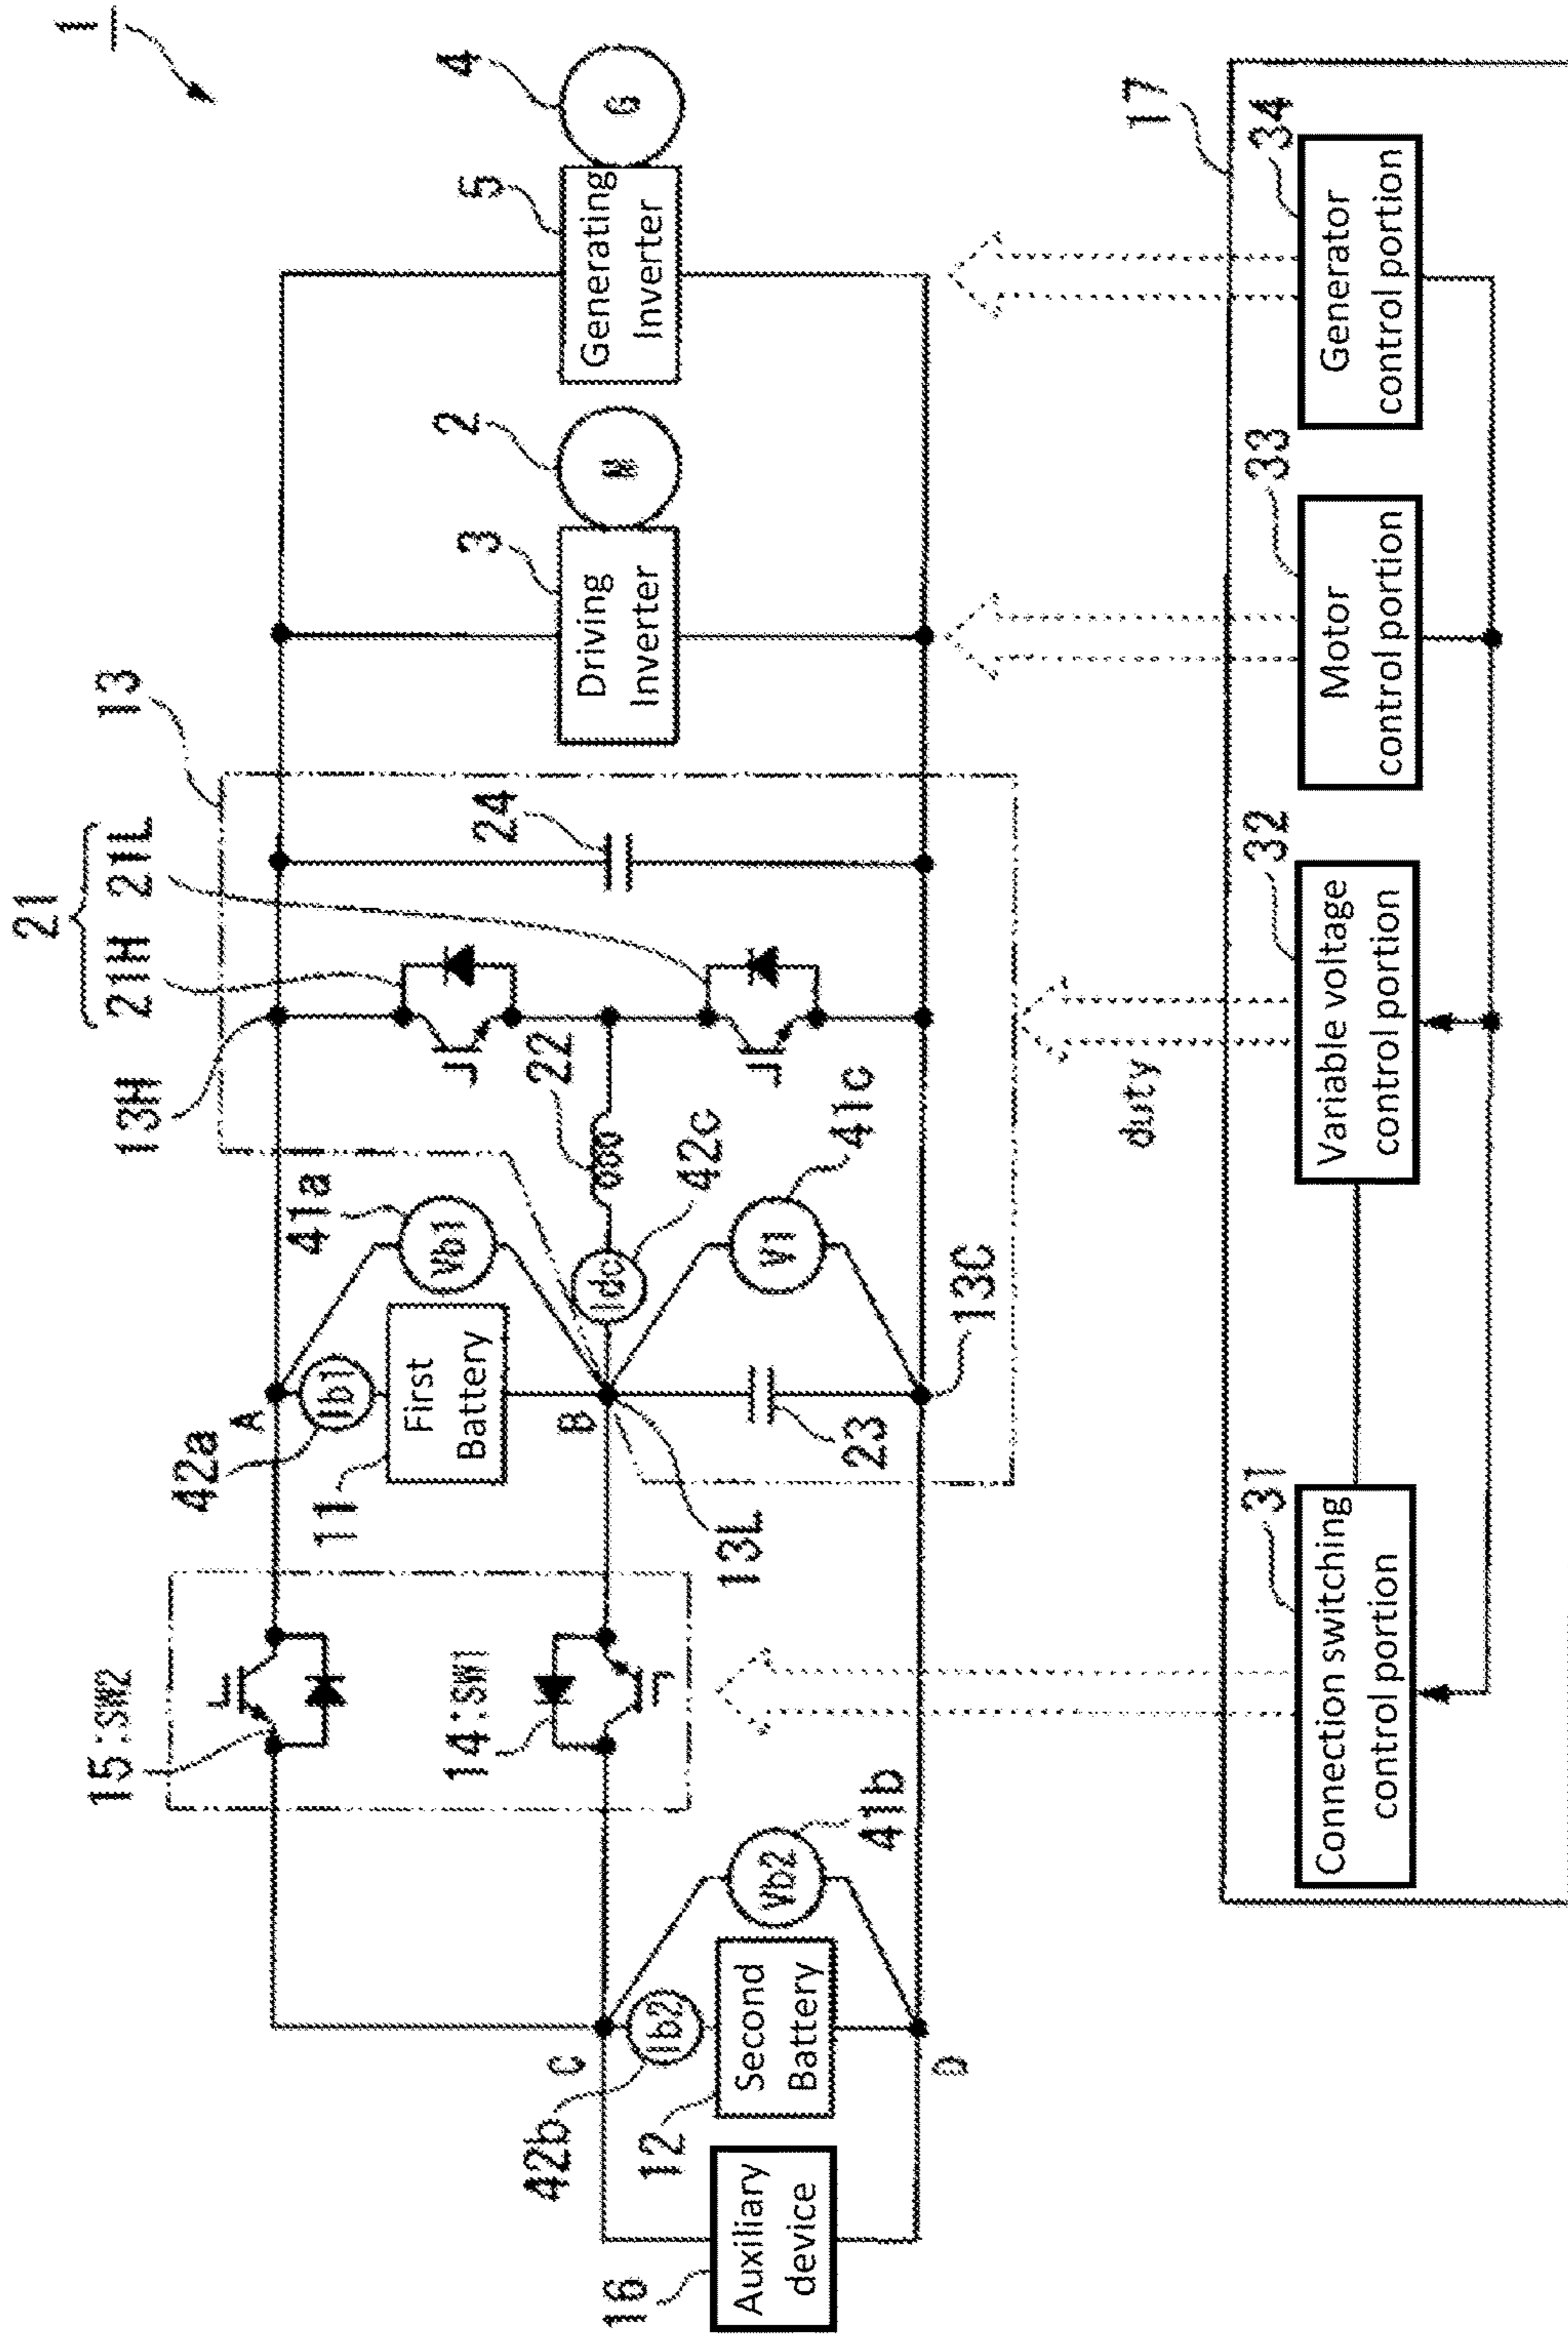 1
21
21H 21L
13
13H
15:SW2
A
42a
Ib1
41a
Vb1
11
First
Battery
22
24
3
Driving
Inverter
2
M
5
Generating
Inverter
4
G
14:SW1
B
Idc
42c
C
42b
Ib2
12
Second
Battery
Vb2
41b
16
Auxiliary
device
13L
23
V1
41c
13C
D
duty
17
31
Connection switching
control portion
32
Variable voltage
control portion
33
Motor
control portion
34
Generator
control portion